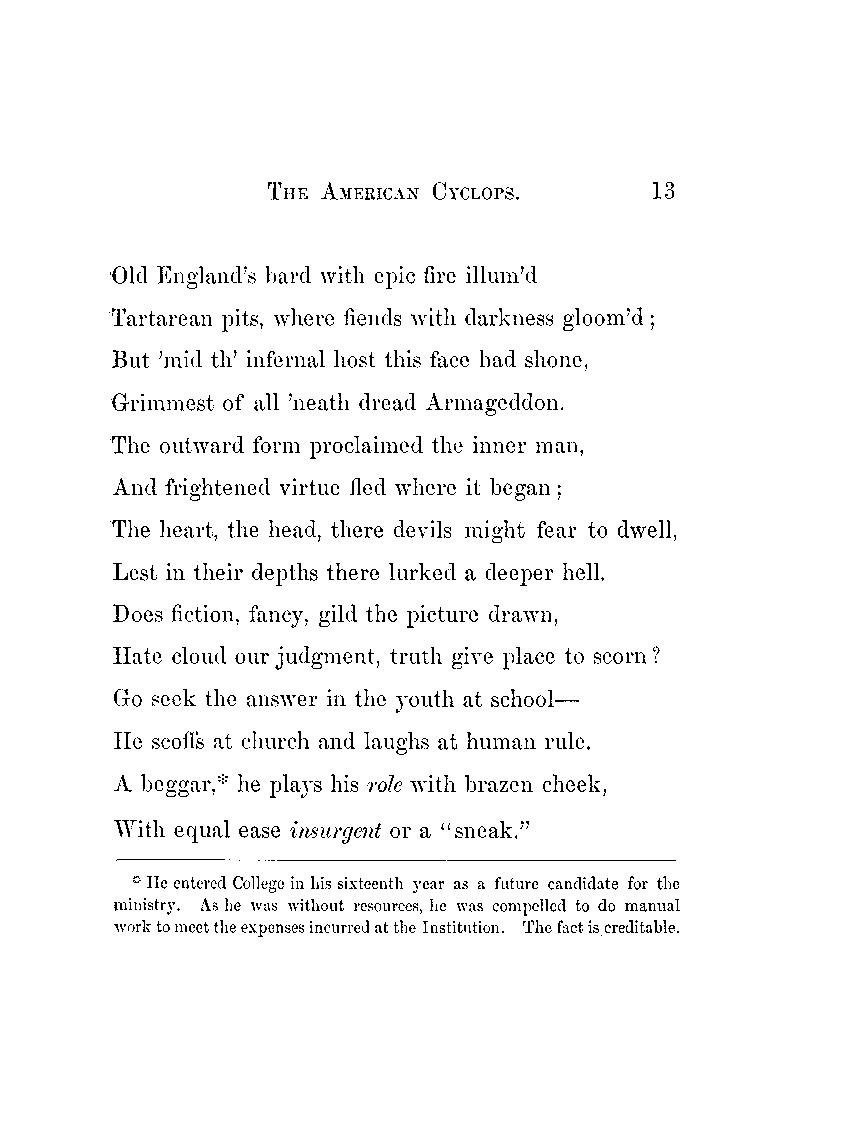 THE AMERICAN CYCLOPS. 13
Old England's bard with epic fire illum'd
Tartarean pits, where fiends with darkness gloom'd ;
But 'mid th' infernal host this face had shone,
Grimmest of all 'neath dread Armageddon.
The outward form proclaimed the inner man,
And frightened virtue fled where it began ;
The heart, the head, there devils might fear to dwell,
Lest in their depths there lurked a deeper hell.
Does fiction, fancy, gild the picture drawn,
Hate cloud our judgment, truth give place to scorn ?
Go seek the answer in the youth at school—
He scoffs at church and laughs at human rule.
A beggar,* he plays his role with brazen cheek,
With equal ease insurgent or a "sneak."
* He entered College in his sixteenth year as a future candidate for the
ministry. As he was without resources, he was compelled to do manual
work to meet the expenses incurred at the Institution. The fact is creditable.